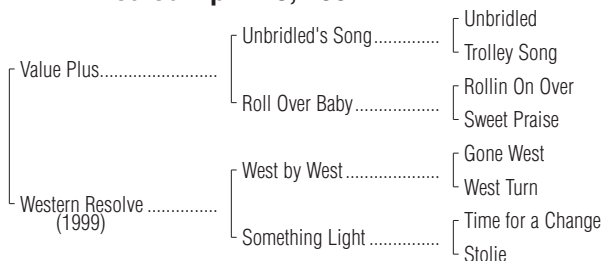 Unbridled
Unbridled's Song..............
Trolley Song
Value Plus.........................
Rollin On Over
Roll Over Baby..................
Sweet Praise
Gone West
West by West....................
West Turn
Western Resolve ...............
(1999)
Time for a Change
Something Light ...............
Stolie